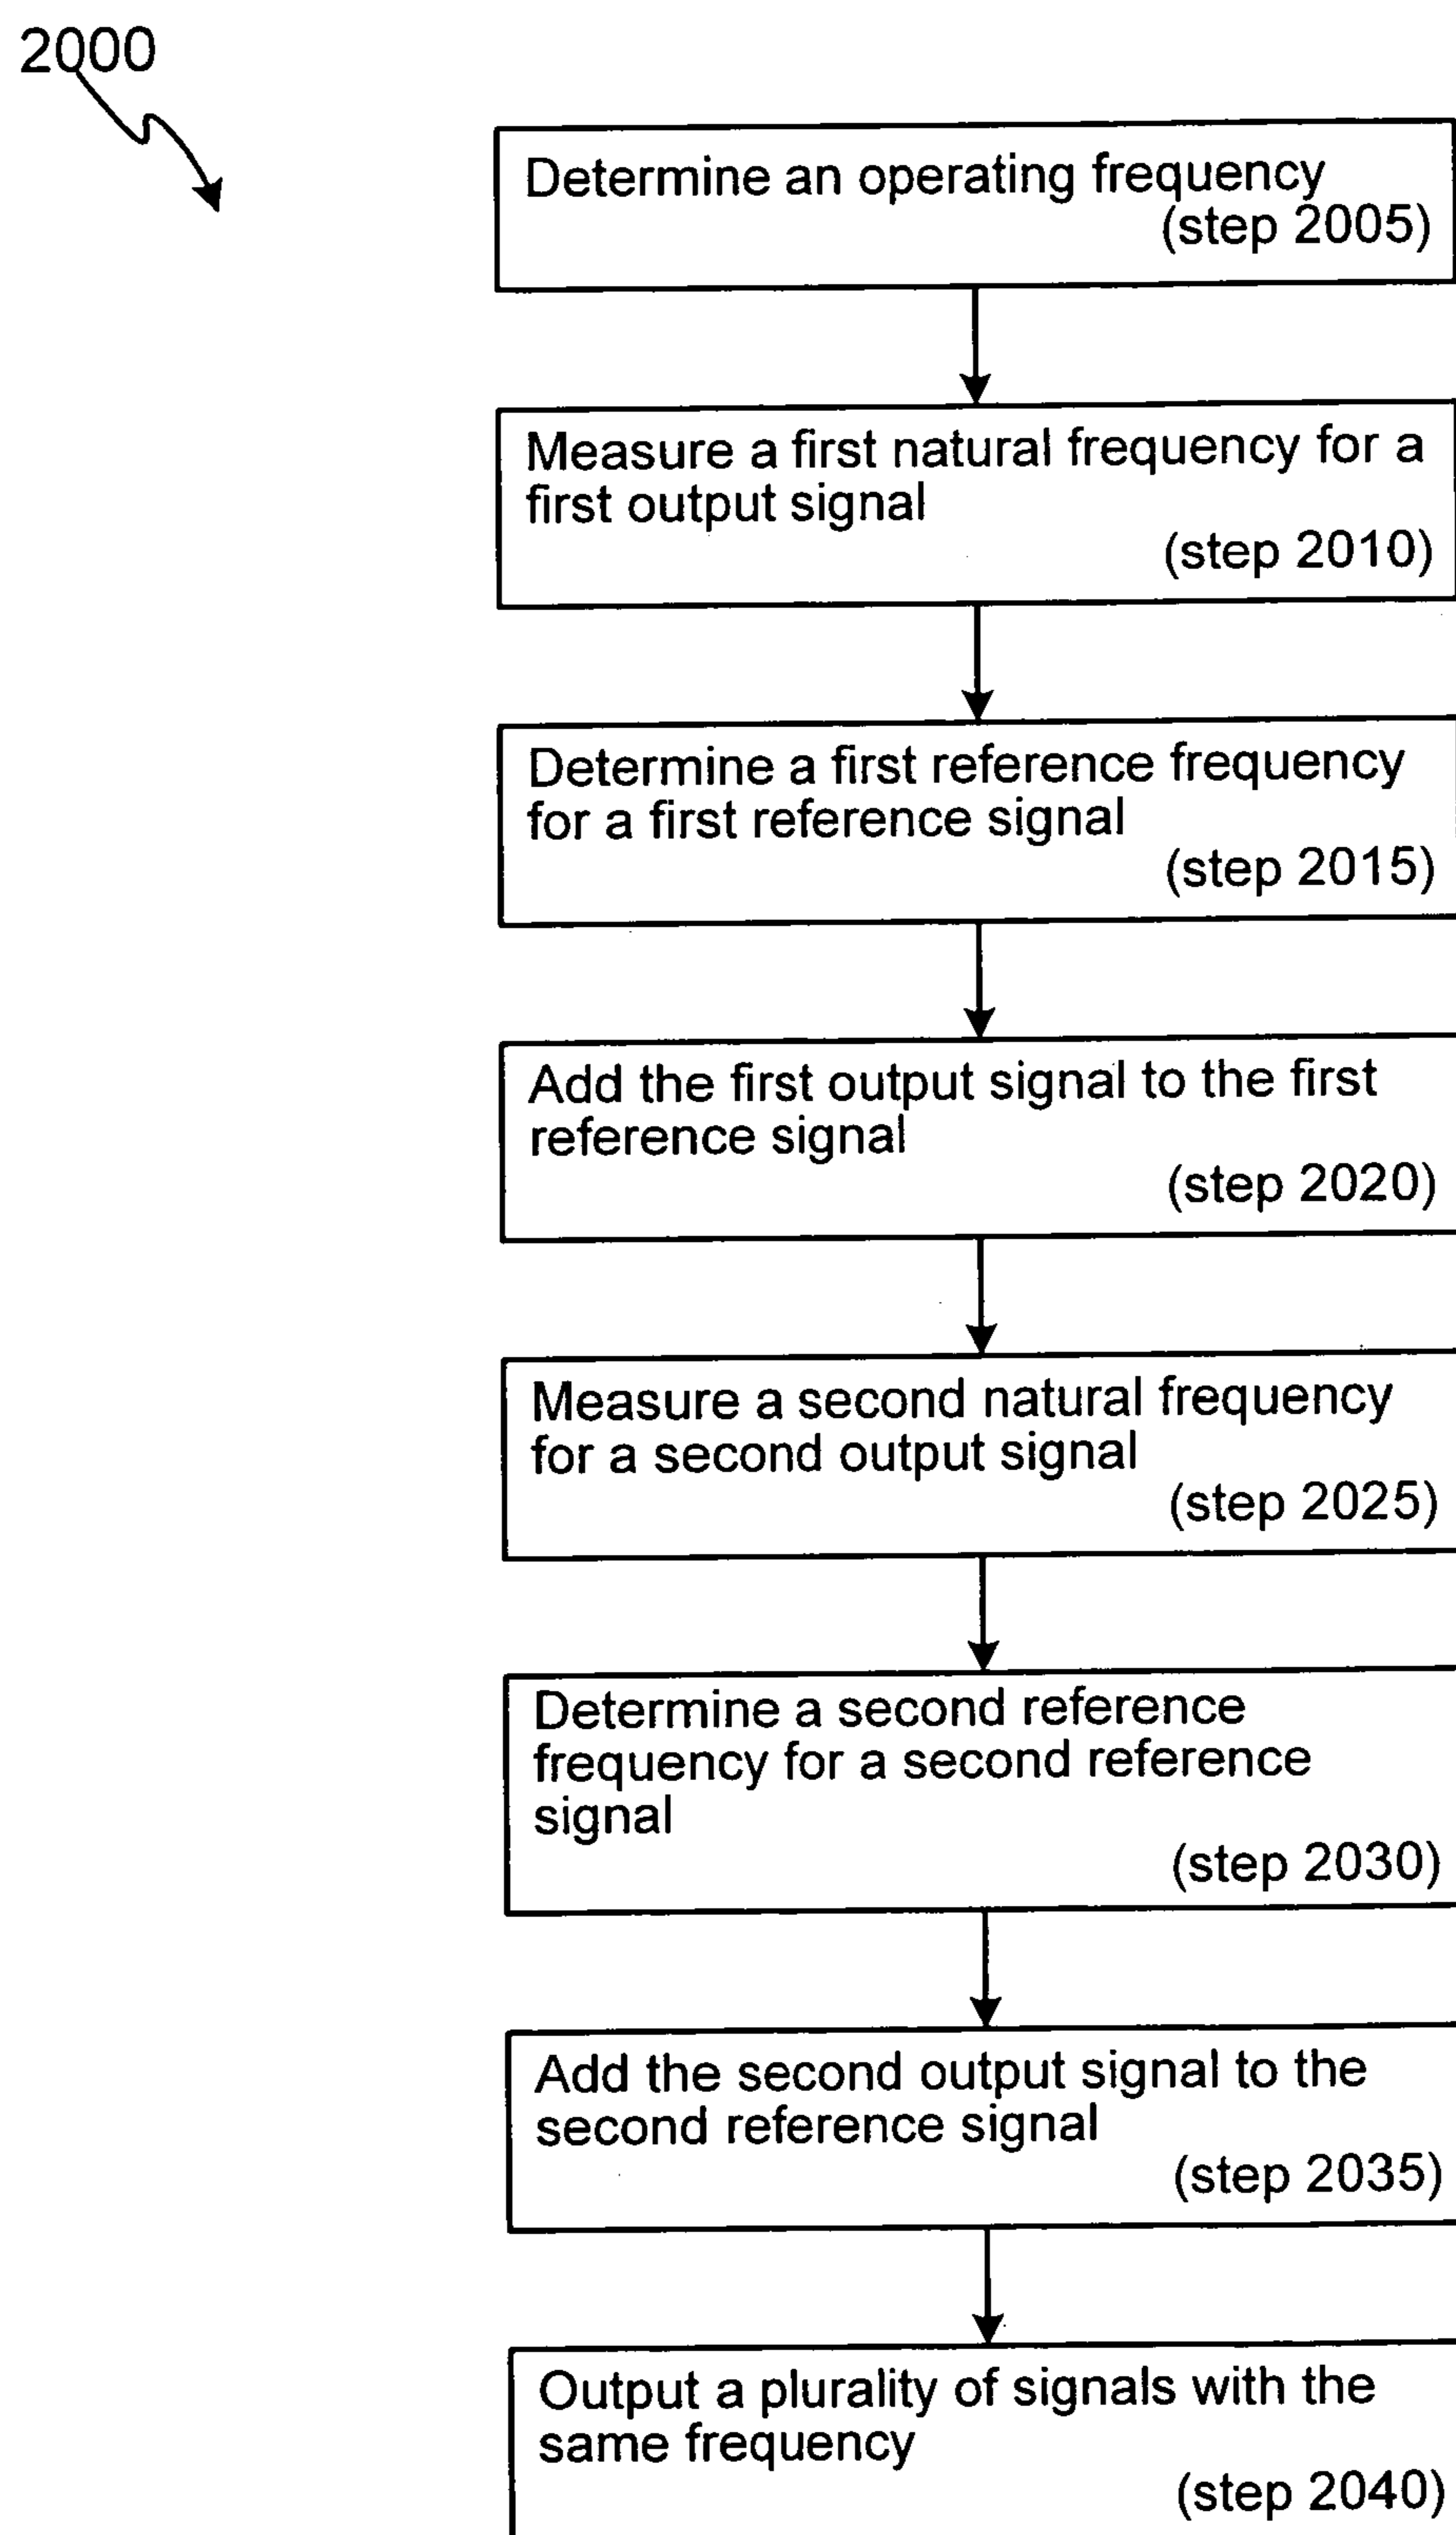 2000
Determine an operating frequency
(step 2005)
Measure a first natural frequency for a
first output signal
(step 2010)
Determine a first reference frequency
for a first reference signal
(step 2015)
Add the first output signal to the first
reference signal
(step 2020)
Measure a second natural frequency
for a second output signal
(step 2025)
Determine a second reference
frequency for a second reference
signal
(step 2030)
Add the second output signal to the
second reference signal
(step 2035)
Output a plurality of signals with the
same frequency
(step 2040)